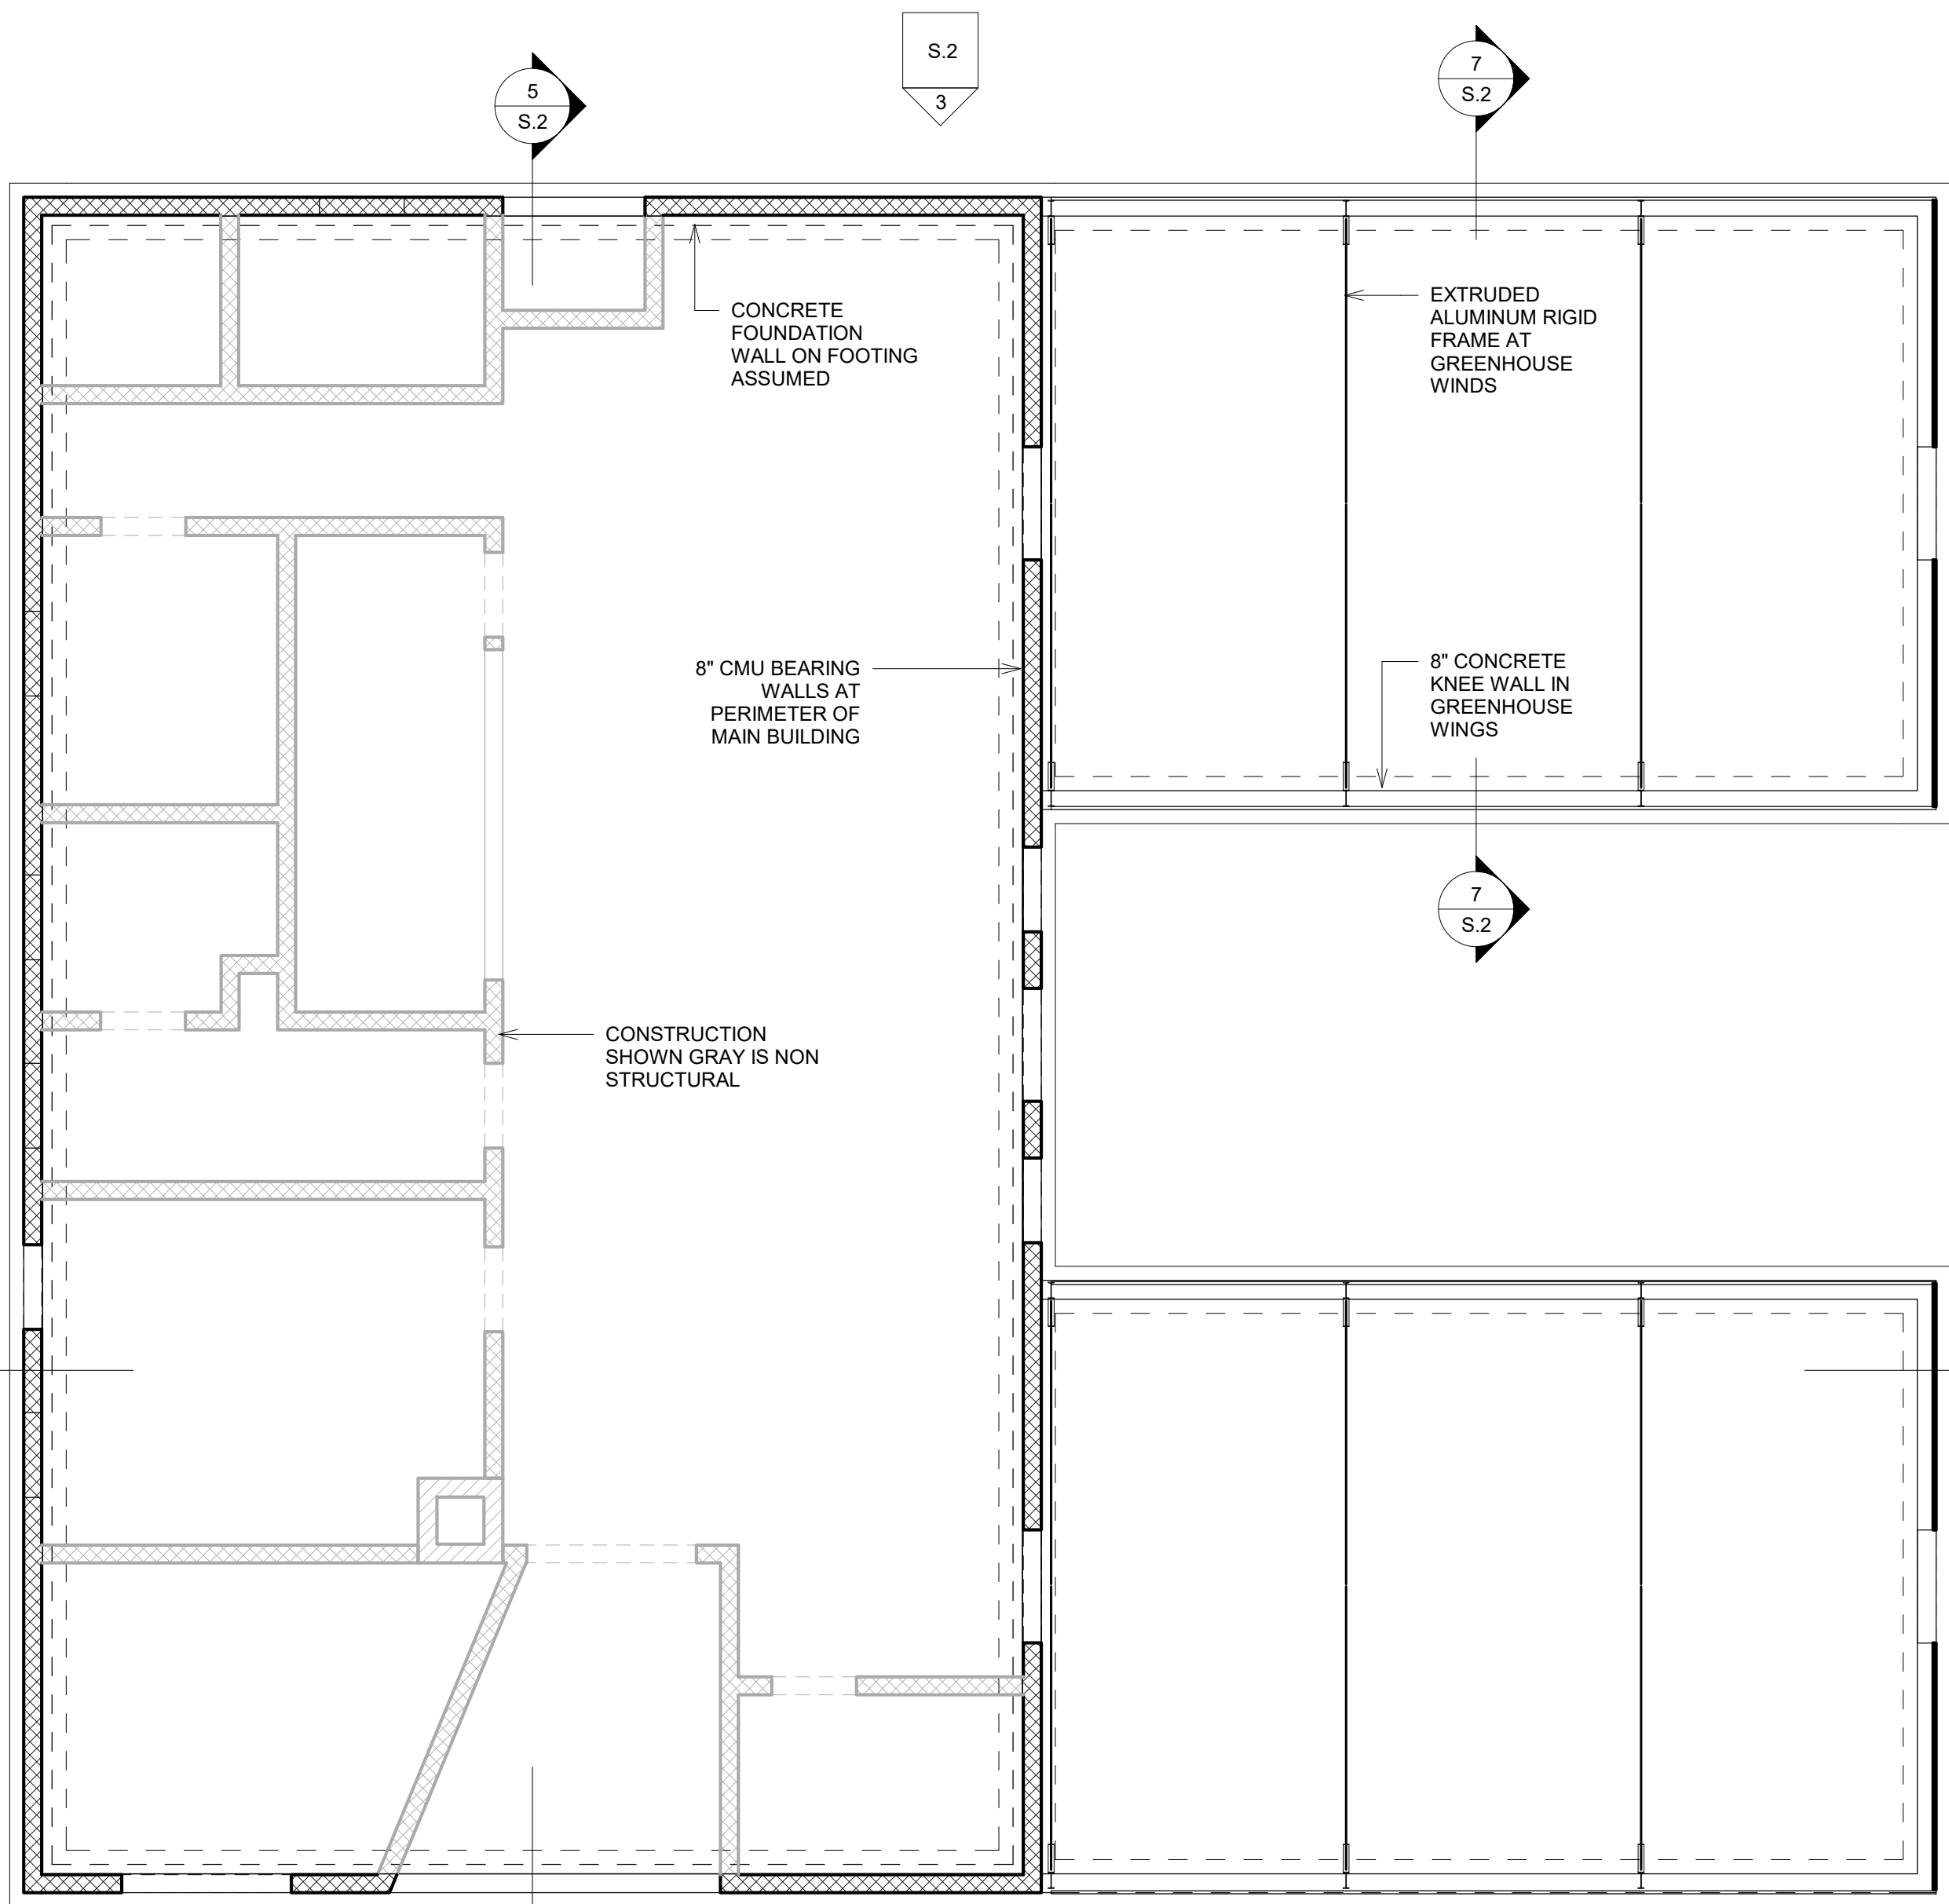 S.2
3
5
S.2
7
S.2
CONCRETE
FOUNDATION
WALL ON FOOTING
ASSUMED
EXTRUDED
ALUMINUM RIGID
FRAME AT
GREENHOUSE
WINDS
8" CMU BEARING
WALLS AT
PERIMETER OF
MAIN BUILDING
8" CONCRETE
KNEE WALL IN
GREENHOUSE
WINGS
7
S.2
CONSTRUCTION
SHOWN GRAY IS NON
STRUCTURAL